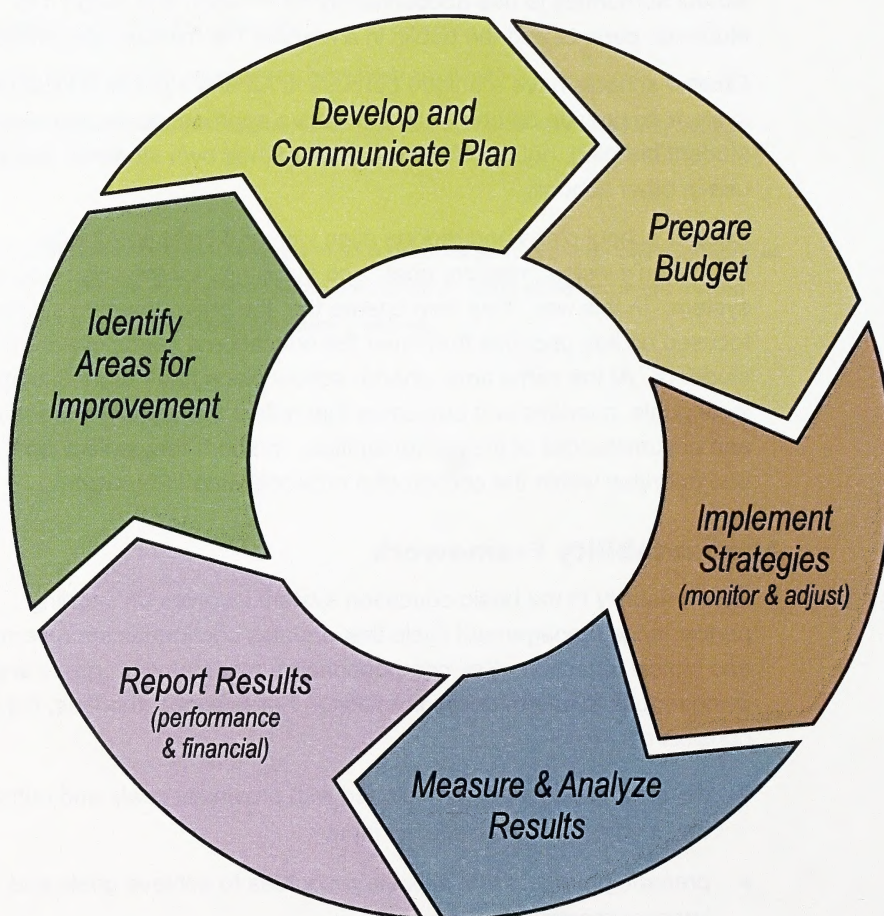 Develop and
Communicate Plan
Prepare
Budget
Identify
Areas for
Improvement
Implement
Strategies
(monitor & adjust)
Report Results
(performance
& financial)
Measure & Analyze
Results